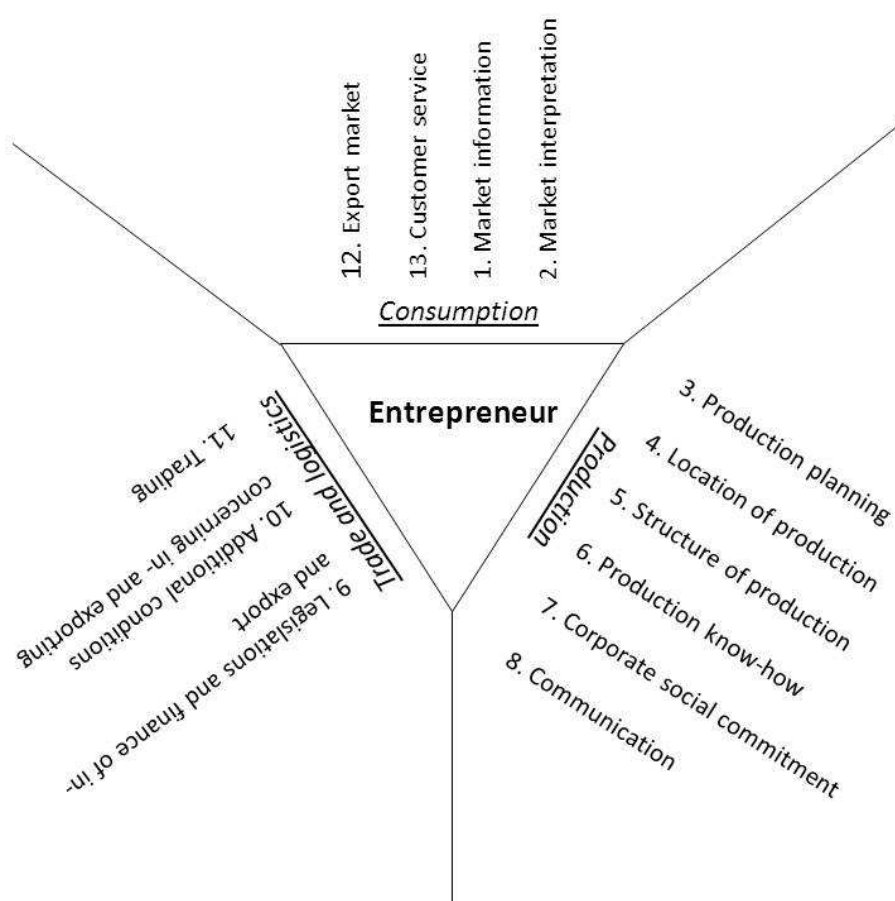 12. Export market
13. Customer service
1. Market information
2. Market interpretation
Consumption
Entrepreneur
Production
3. Production planning
4. Location of production
5. Structure of production
6. Production know-how
7. Corporate social commitment
8. Communication
Trade and logistics
9. Legislations and finance of in-
and export
10. Additional conditions
concerning in- and exporting
11. Trading